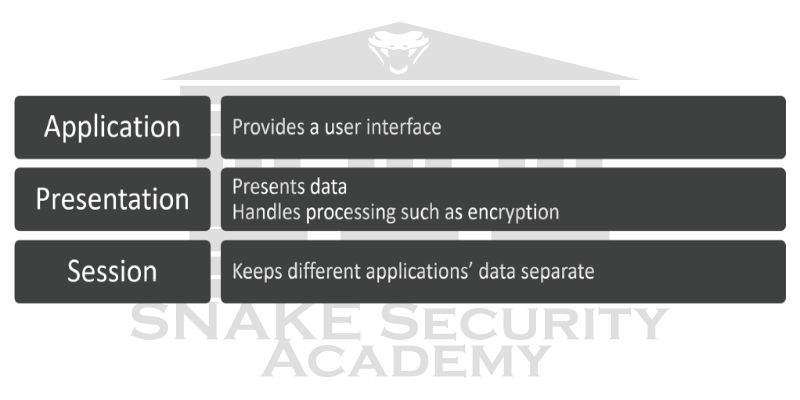 Application
Provides a user interface
Presentation
Presents data
Handles processing such as encryption
Session
Keeps different applications’ data separate
SNAKE SECURITY
ACADEMY